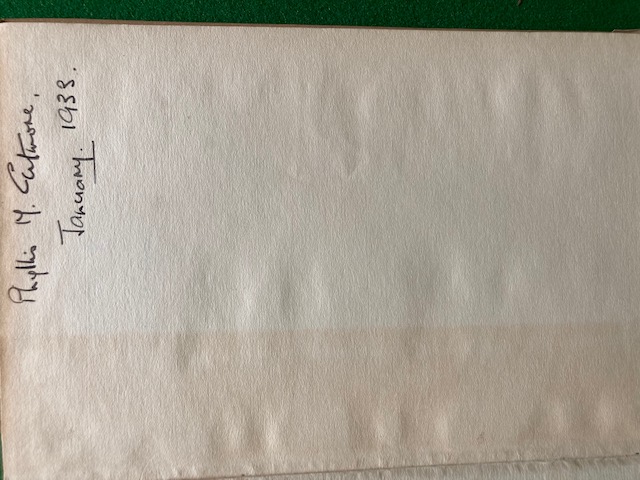 Phyllis M.
January. 1933.